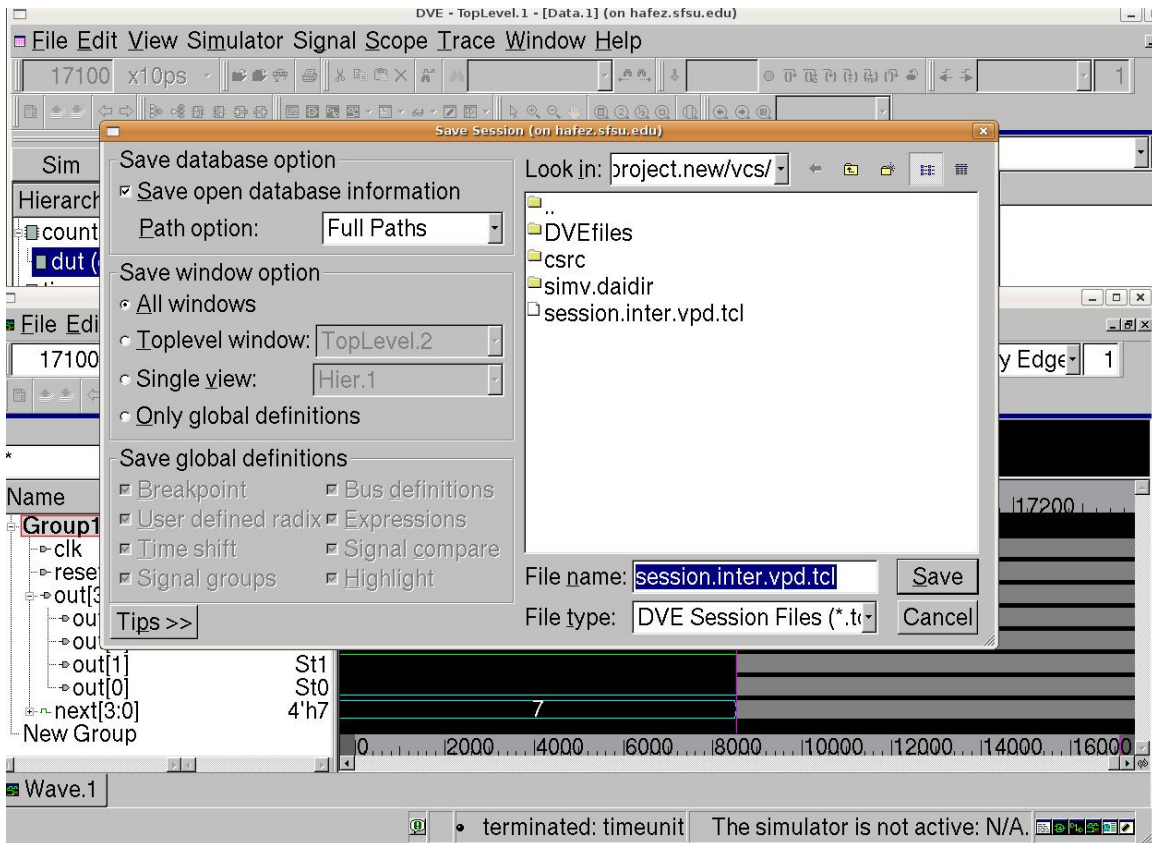 DVE - TopLevel.1 - [Data.1] (on hafez.sfsu.edu)
File Edit View Simulator Signal Scope Trace Window Help
17100 x10ps 1
Save Session (on hafez.sfsu.edu)
Sim
Hierarch
count
dut (
Save database option
Save open database information
Path option: Full Paths
Save window option
All windows
Toplevel window: TopLevel.2
Single view: Hier.1
Only global definitions
Save global definitions
Breakpoint Bus definitions
User defined radix Expressions
Time shift Signal compare
Signal groups Highlight
Tips >>
Look in: project.new/vcs/
..
DVEfiles
csrc
simv.daidir
session.inter.vpd.tcl
File name: session.inter.vpd.tcl Save
File type: DVE Session Files (*.t Cancel
File Edi
17100 y Edge 1
*
Name 17200
Group1
clk
rese
out[3
ou
ou
out[1] St1
out[0] St0
next[3:0] 4'h7 7
New Group
0 2000 4000 6000 8000 10000 12000 14000 16000
Wave.1
terminated: timeunit The simulator is not active: N/A.